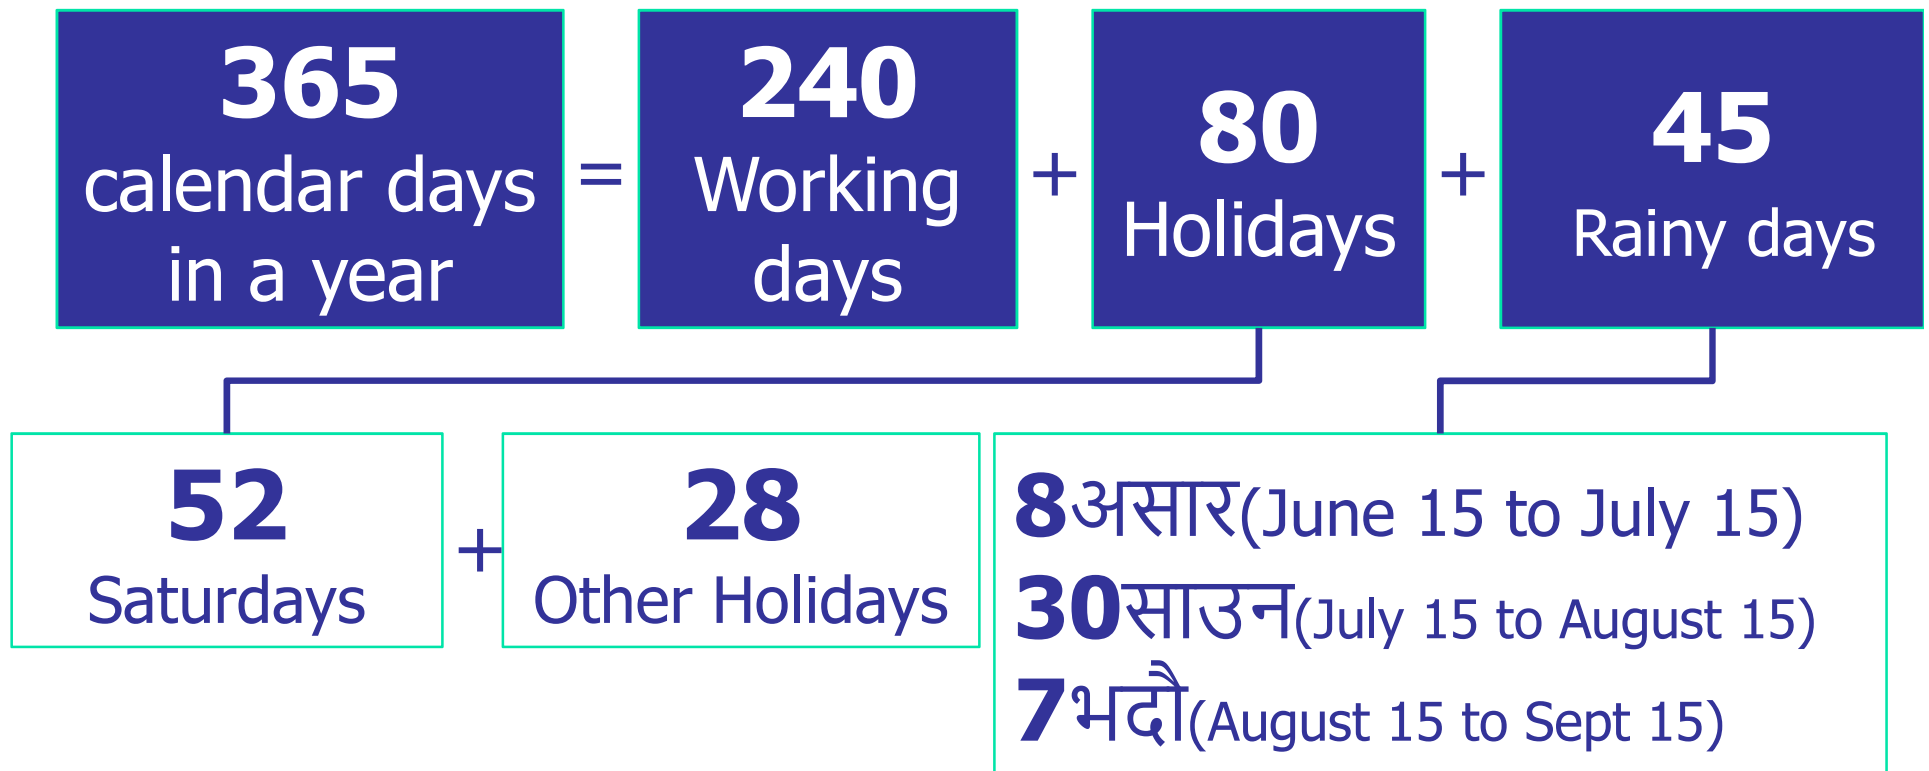 365
calendar days
in a year
=
240
Working
days
+
80
Holidays
+
45
Rainy days
52
Saturdays
+
28
Other Holidays
8असार(June 15 to July 15)
30साउन(July 15 to August 15)
7भदौ(August 15 to Sept 15)